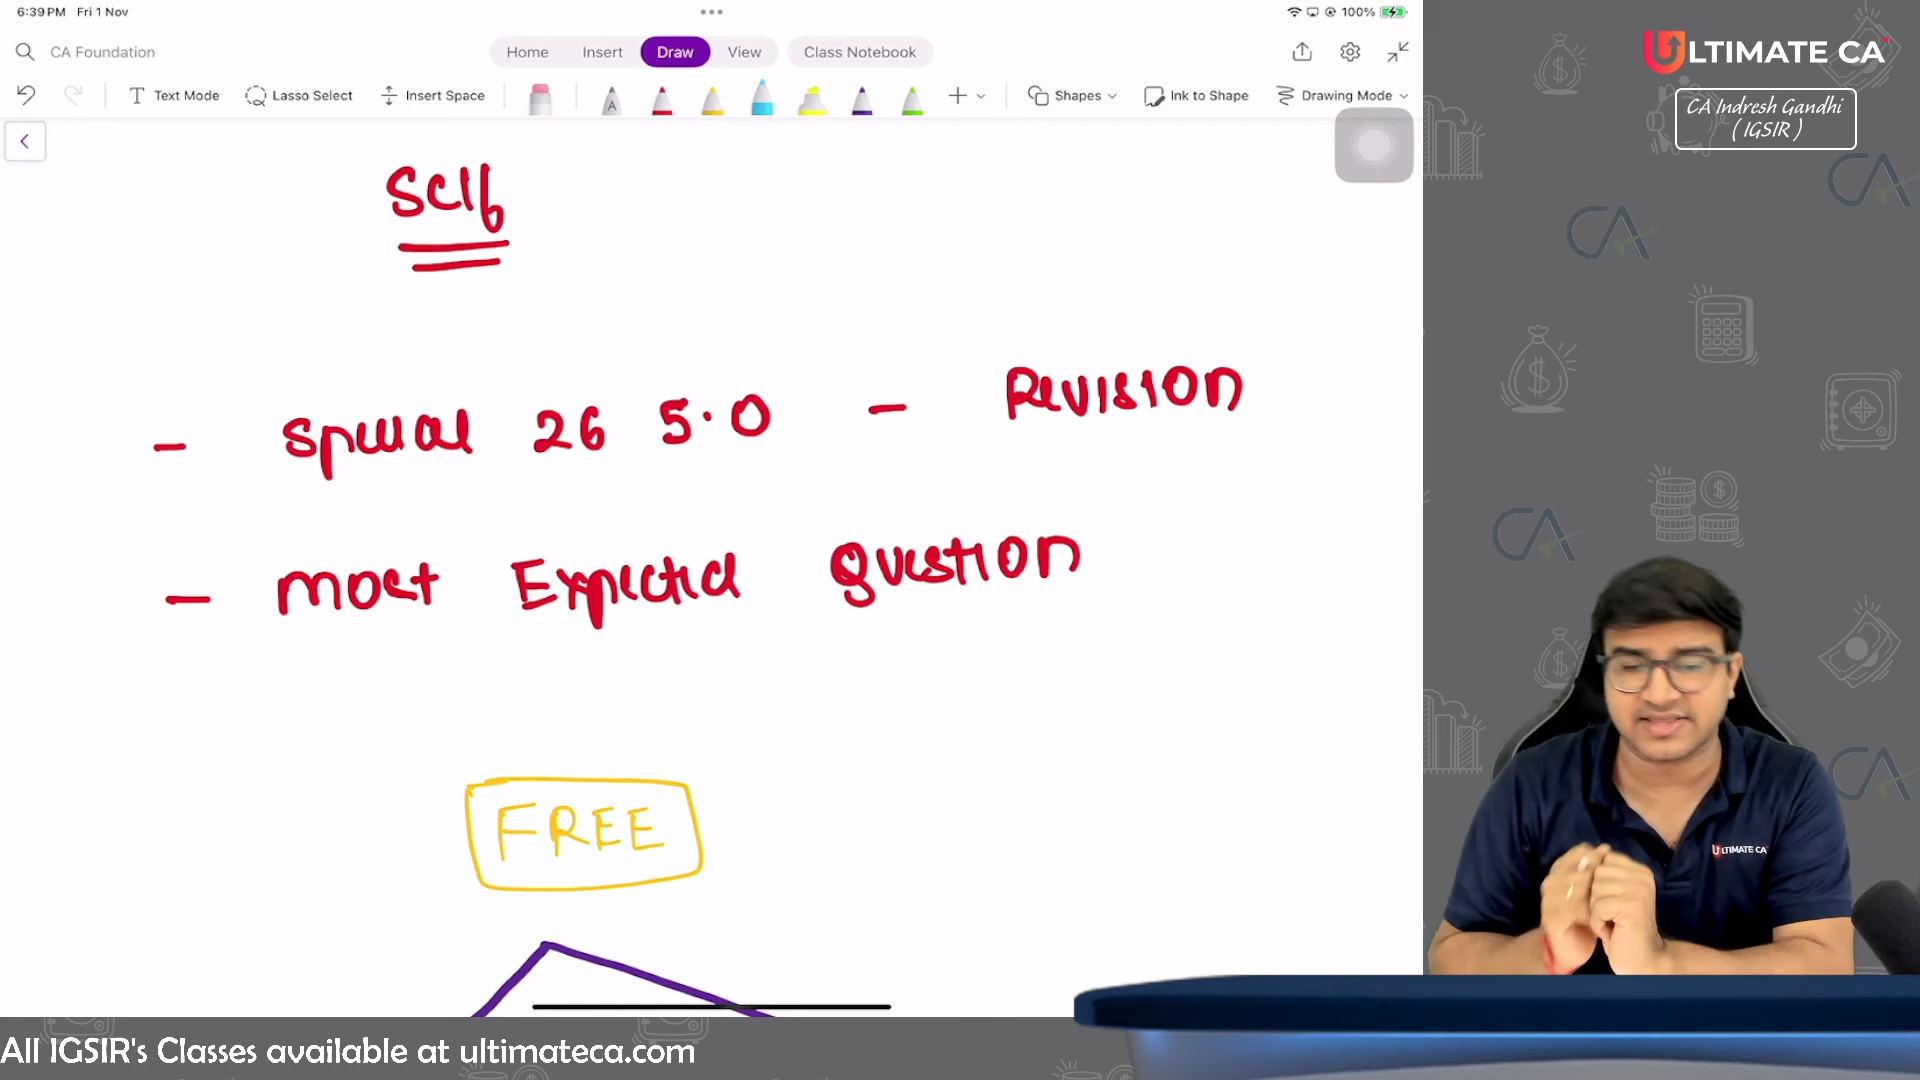 6:39 PM Fri 1 Nov
100%
CA Foundation
Home Insert Draw View Class Notebook
Text Mode Lasso Select Insert Space A Shapes Ink to Shape Drawing Mode
ULTIMATE CA
CA Indresh Gandhi
( IGSIR )
SC16
- Special 26 5.0 - Revision
- most Expected Question
FREE
ULTIMATE CA
All IGSIR's Classes available at ultimateca.com